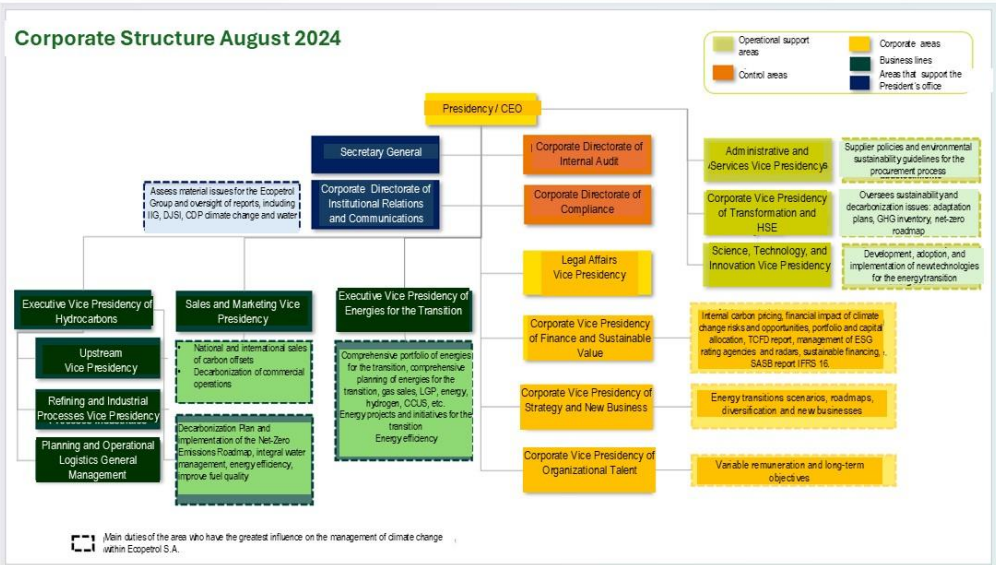 Corporate Structure August 2024
Operational support
areas
Control areas
Corporate areas
Business lines
Areas that support the
President's office
Presidency / CEO
Secretary General
Corporate Directorate of
Internal Audit
Administrative and
Services Vice Presidencys
Supplier policies and environmental
sustainability guidelines for the
procurement process
Assess material issues for the Ecopetrol
Group and oversight of reports, including
IIG, DJSI, CDP climate change and water
Corporate Directorate of
Institutional Relations
and Communications
Corporate Directorate of
Compliance
Corporate Vice Presidency
of Transformation and
HSE
Oversees sustainability and
decarbonization issues: adaptation
plans, GHG inventory, net-zero
roadmap
Legal Affairs
Vice Presidency
Science, Technology, and
Innovation Vice Presidency
Development, adoption, and
implementation of new technologies
for the energy transition
Executive Vice Presidency of
Hydrocarbons
Sales and Marketing Vice
Presidency
Executive Vice Presidency of
Energies for the Transition
Upstream
Vice Presidency
Refining and Industrial
Processes Vice Presidency
Planning and Operational
Logistics General
Management
• National and international sales
of carbon offsets
• Decarbonization of commercial
operations
Decarbonization Plan and
implementation of the Net-Zero
Emissions Roadmap, integral water
management, energy efficiency,
improve fuel quality
Comprehensive portfolio of energies
for the transition, comprehensive
planning of energies for the
transition, gas sales, LGP, energy,
hydrogen, CCUS, etc.
Energy projects and initiatives for the
transition
Energy efficiency
Corporate Vice Presidency
of Finance and Sustainable
Value
Internal carbon pricing, financial impact of climate
change risks and opportunities, portfolio and capital
allocation, TCFD report, management of ESG
rating agencies and radars, sustainable financing,
SASB report IFRS 16.
Corporate Vice Presidency of
Strategy and New Business
Energy transitions scenarios, roadmaps,
diversification and new businesses
Corporate Vice Presidency of
Organizational Talent
Variable remuneration and long-term
objectives
Main duties of the area who have the greatest influence on the management of climate change
within Ecopetrol S.A.